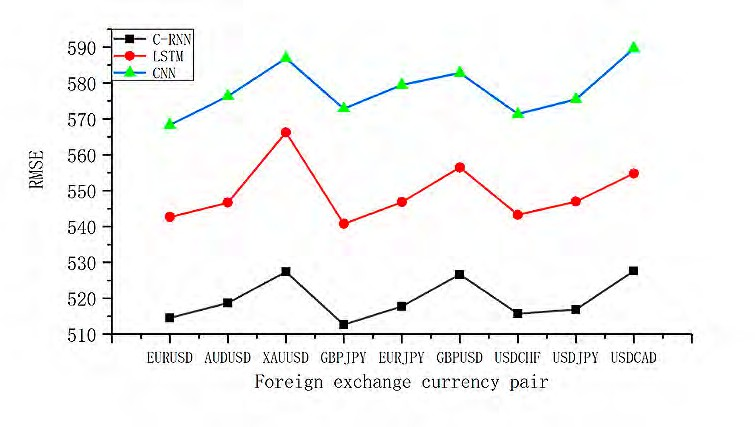 C-RNN
LSTM
CNN
590
580
570
560
550
540
530
520
510
RMSE
EURUSD AUDUSD XAUUSD GBPJPY EURJPY GBPUSD USDCHF USDJPY USDCAD
Foreign exchange currency pair